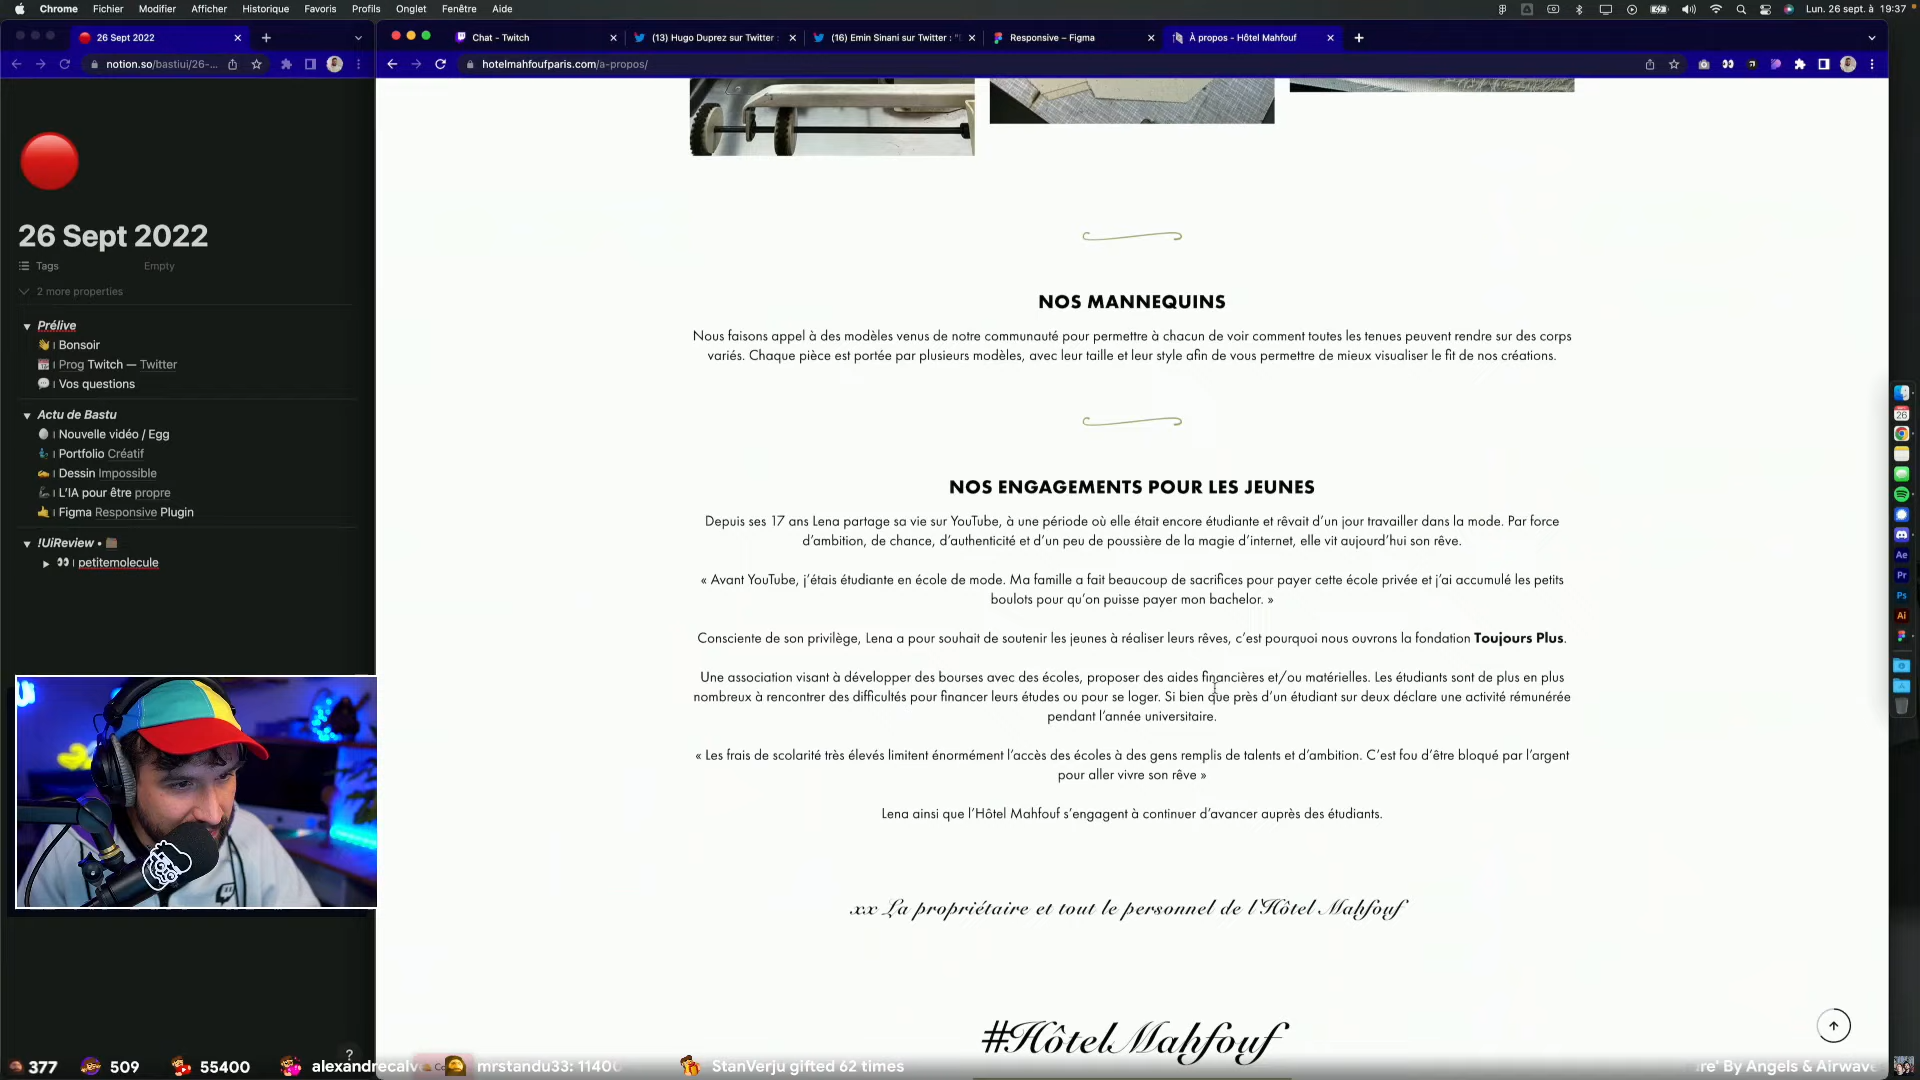 Chrome Fichier Modifier Afficher Historique Favoris Profils Onglet Fenêtre Aide
Lun. 26 sept. à 19:37
26 Sept 2022
Chat - Twitch
(13) Hugo Duprez sur Twitter :
(16) Emin Sinani sur Twitter : "
Responsive – Figma
À propos - Hôtel Mahfouf
notion.so/bastiui/26-...
hotelmahfoufparis.com/a-propos/
26 Sept 2022
Tags Empty
2 more properties
Prélive
Bonsoir
Prog Twitch — Twitter
Vos questions
Actu de Bastu
Nouvelle vidéo / Egg
Portfolio Créatif
Dessin Impossible
L'IA pour être propre
Figma Responsive Plugin
!UiReview •
petitemolecule
NOS MANNEQUINS
Nous faisons appel à des modèles venus de notre communauté pour permettre à chacun de voir comment toutes les tenues peuvent rendre sur des corps
variés. Chaque pièce est portée par plusieurs modèles, avec leur taille et leur style afin de vous permettre de mieux visualiser le fit de nos créations.
NOS ENGAGEMENTS POUR LES JEUNES
Depuis ses 17 ans Lena partage sa vie sur YouTube, à une période où elle était encore étudiante et rêvait d'un jour travailler dans la mode. Par force
d'ambition, de chance, d'authenticité et d'un peu de poussière de la magie d'internet, elle vit aujourd'hui son rêve.
« Avant YouTube, j'étais étudiante en école de mode. Ma famille a fait beaucoup de sacrifices pour payer cette école privée et j'ai accumulé les petits
boulots pour qu'on puisse payer mon bachelor. »
Consciente de son privilège, Lena a pour souhait de soutenir les jeunes à réaliser leurs rêves, c'est pourquoi nous ouvrons la fondation Toujours Plus.
Une association visant à développer des bourses avec des écoles, proposer des aides financières et/ou matérielles. Les étudiants sont de plus en plus
nombreux à rencontrer des difficultés pour financer leurs études ou pour se loger. Si bien que près d'un étudiant sur deux déclare une activité rémunérée
pendant l'année universitaire.
« Les frais de scolarité très élevés limitent énormément l'accès des écoles à des gens remplis de talents et d'ambition. C'est fou d'être bloqué par l'argent
pour aller vivre son rêve »
Lena ainsi que l'Hôtel Mahfouf s'engagent à continuer d'avancer auprès des étudiants.
xx La propriétaire et tout le personnel de l'Hôtel Mahfouf
#HôtelMahfouf
26
Ae
Pr
Ps
Ai
?
377 509 55400 alexandrecalv mrstandu33: 1140 StanVerju gifted 62 times
re' By Angels & Airwave